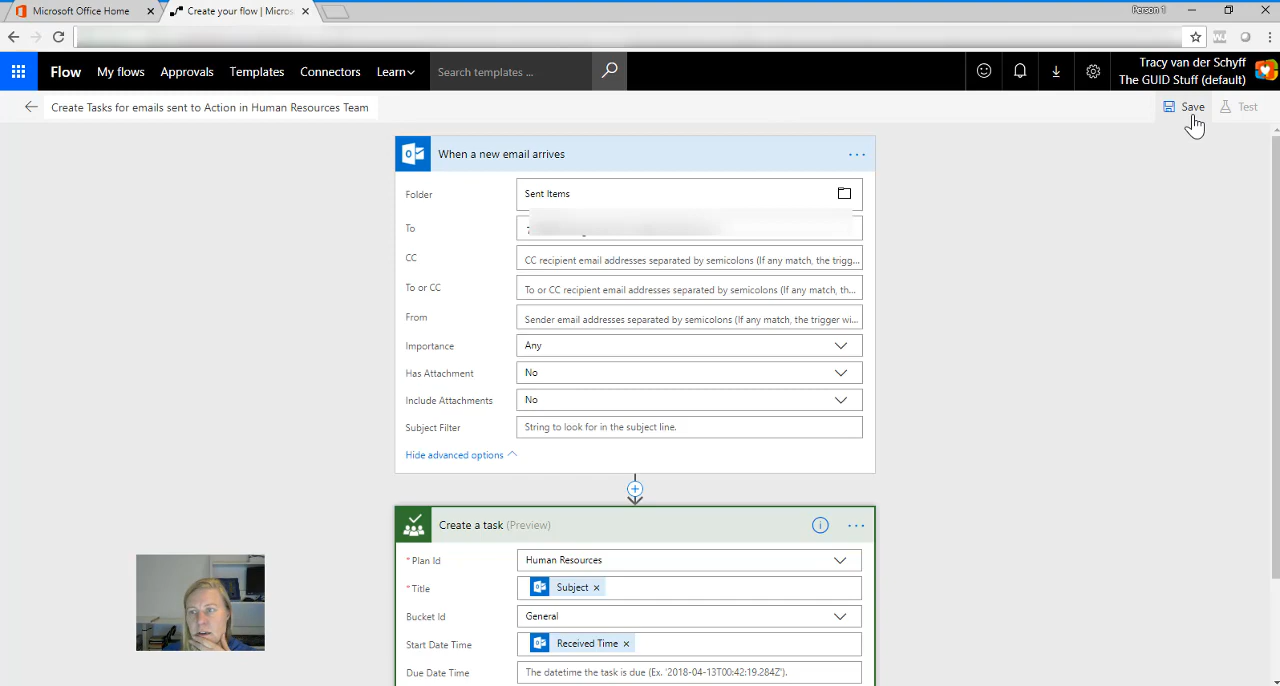 Microsoft Office Home
Create your flow | Micros
Person 1
Flow My flows Approvals Templates Connectors Learn Search templates ...
Tracy van der Schyff
The GUID Stuff (default)
Create Tasks for emails sent to Action in Human Resources Team
Save Test
When a new email arrives
Folder Sent Items
To
CC CC recipient email addresses separated by semicolons (If any match, the trigg...
To or CC To or CC recipient email addresses separated by semicolons (If any match, th...
From Sender email addresses separated by semicolons (If any match, the trigger wi...
Importance Any
Has Attachment No
Include Attachments No
Subject Filter String to look for in the subject line.
Hide advanced options
Create a task (Preview)
* Plan Id Human Resources
* Title Subject ×
Bucket Id General
Start Date Time Received Time ×
Due Date Time The datetime the task is due (Ex. '2018-04-13T00:42:19.284Z').